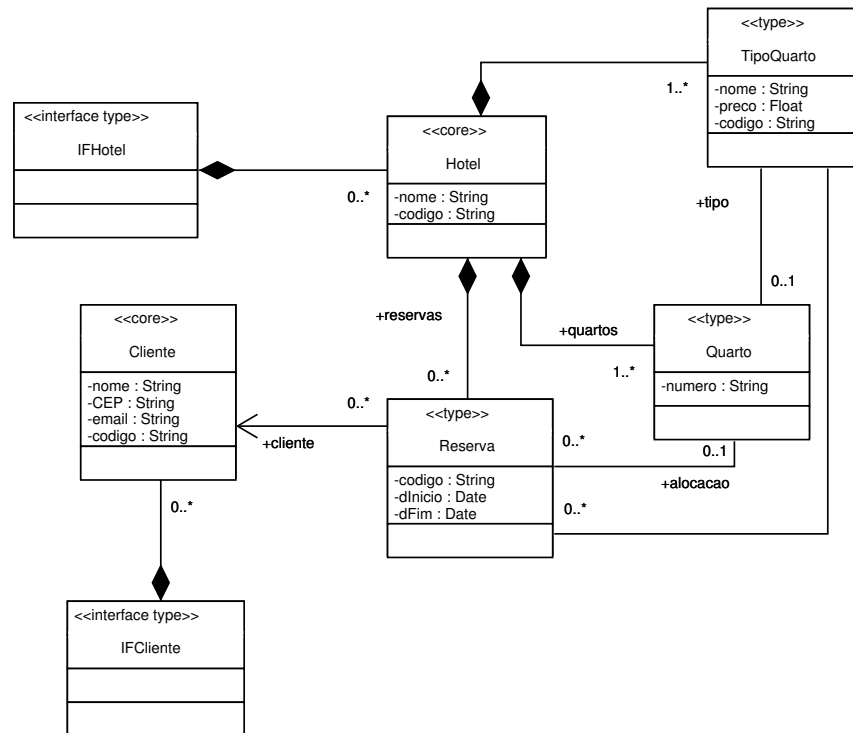 <<type>>
TipoQuarto
-nome : String
-preco : Float
-codigo : String
1..*
<<interface type>>
IFHotel
<<core>>
Hotel
-nome : String
-codigo : String
0..*
+tipo
0..1
+reservas
0..*
+quartos
1..*
<<core>>
Cliente
-nome : String
-CEP : String
-email : String
-codigo : String
<<type>>
Quarto
-numero : String
0..*
+cliente
<<type>>
Reserva
-codigo : String
-dInicio : Date
-dFim : Date
0..*
0..1
+alocacao
0..*
0..*
<<interface type>>
IFCliente